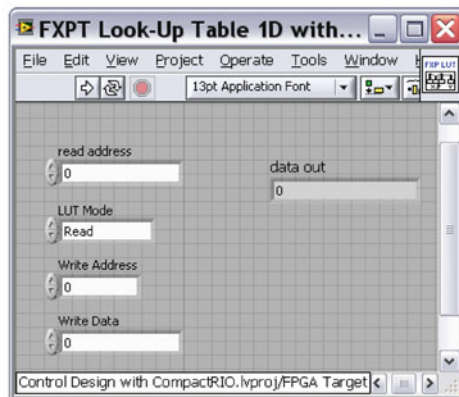 FXPT Look-Up Table 1D with...
File Edit View Project Operate Tools Window
FXP LUT
13pt Application Font
read address
0
data out
0
LUT Mode
Read
Write Address
0
Write Data
0
Control Design with CompactRIO.lvproj/FPGA Target